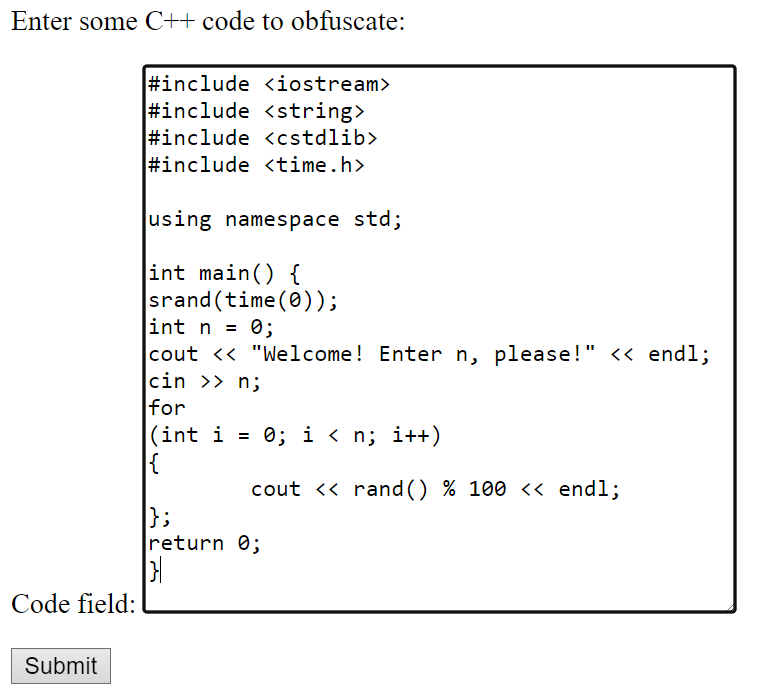 Enter some C++ code to obfuscate:
#include <iostream>
#include <string>
#include <cstdlib>
#include <time.h>

using namespace std;

int main() {
srand(time(0));
int n = 0;
cout << "Welcome! Enter n, please!" << endl;
cin >> n;
for
(int i = 0; i < n; i++)
{
        cout << rand() % 100 << endl;
};
return 0;
}
Code field:
Submit